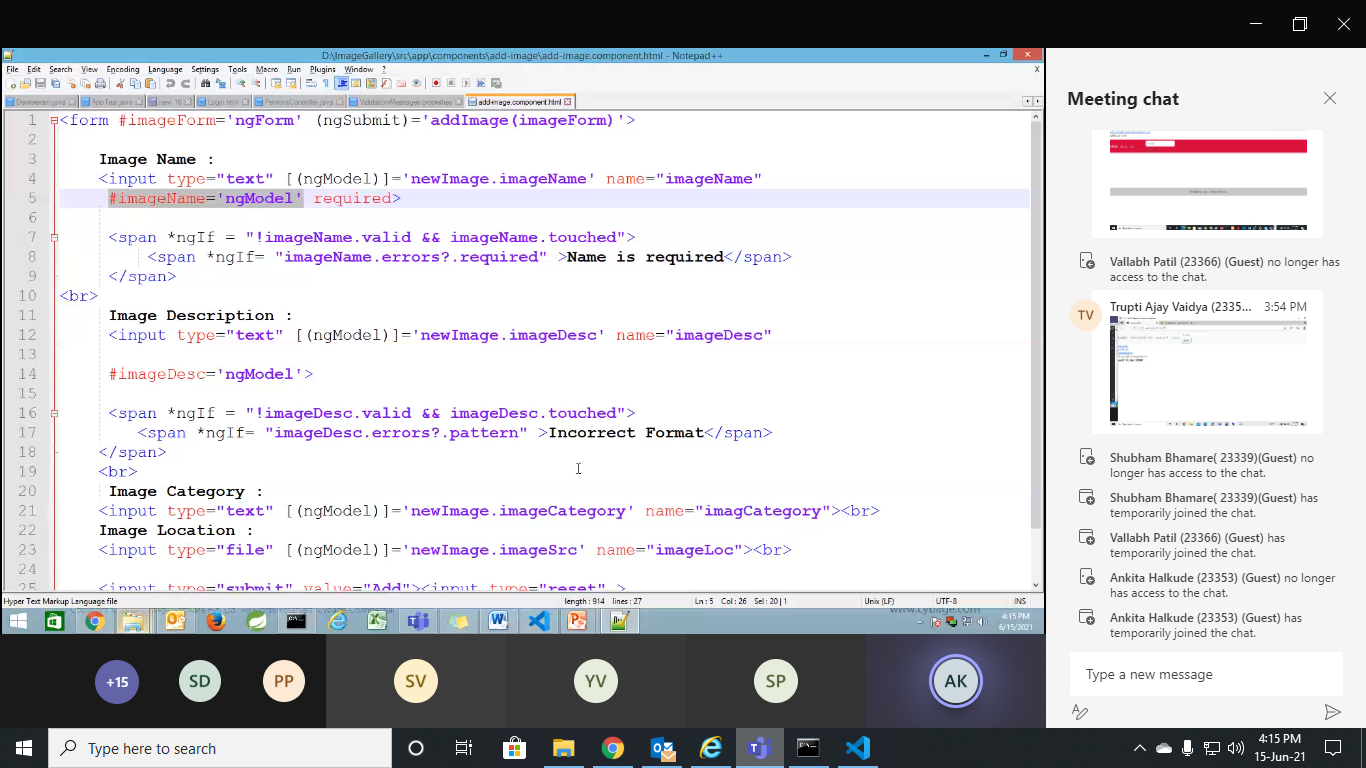 D:\ImageGallery\src\app\components\add-image\add-image.component.html - Notepad++
File Edit Search View Encoding Language Settings Tools Macro Run Plugins Window ?
X
new 16 Login.html PersonsController.java ValidationMessages.properties add-image.component.html
1 <form #imageForm='ngForm' (ngSubmit)='addImage(imageForm)'>
2
3 Image Name :
4 <input type="text" [(ngModel)]='newImage.imageName' name="imageName"
5 #imageName='ngModel' required>
6
7 <span *ngIf = "!imageName.valid && imageName.touched">
8 <span *ngIf= "imageName.errors?.required" >Name is required</span>
9 </span>
10 <br>
11 Image Description :
12 <input type="text" [(ngModel)]='newImage.imageDesc' name="imageDesc"
13
14 #imageDesc='ngModel'>
15
16 <span *ngIf = "!imageDesc.valid && imageDesc.touched">
17 <span *ngIf= "imageDesc.errors?.pattern" >Incorrect Format</span>
18 </span>
19 <br>
20 Image Category :
21 <input type="text" [(ngModel)]='newImage.imageCategory' name="imagCategory"><br>
22 Image Location :
23 <input type="file" [(ngModel)]='newImage.imageSrc' name="imageLoc"><br>
24
25 <input type="submit" value="Add"><input type="reset" >
Hyper Text Markup Language file length : 914 lines : 27 Ln : 5 Col : 26 Sel : 20 | 1 Unix (LF) UTF-8 INS
www.cybage.com
4:15 PM
6/15/2021
+15 SD PP SV YV SP AK
Meeting chat
Vallabh Patil (23366) (Guest) no longer has
access to the chat.
TV
Trupti Ajay Vaidya (2335... 3:54 PM
Shubham Bhamare( 23339)(Guest) no
longer has access to the chat.
Shubham Bhamare( 23339)(Guest) has
temporarily joined the chat.
Vallabh Patil (23366) (Guest) has
temporarily joined the chat.
Ankita Halkude (23353) (Guest) no longer
has access to the chat.
Ankita Halkude (23353) (Guest) has
temporarily joined the chat.
Type a new message
Type here to search
4:15 PM
15-Jun-21